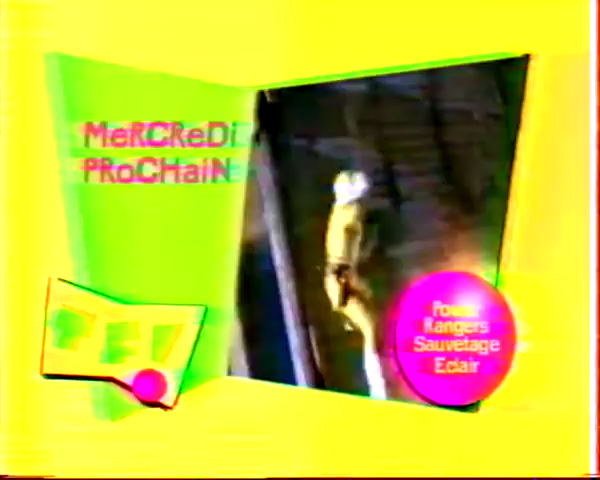 MeRCReDi
PRoCHaiN
Power
Rangers
Sauvetage
Eclair